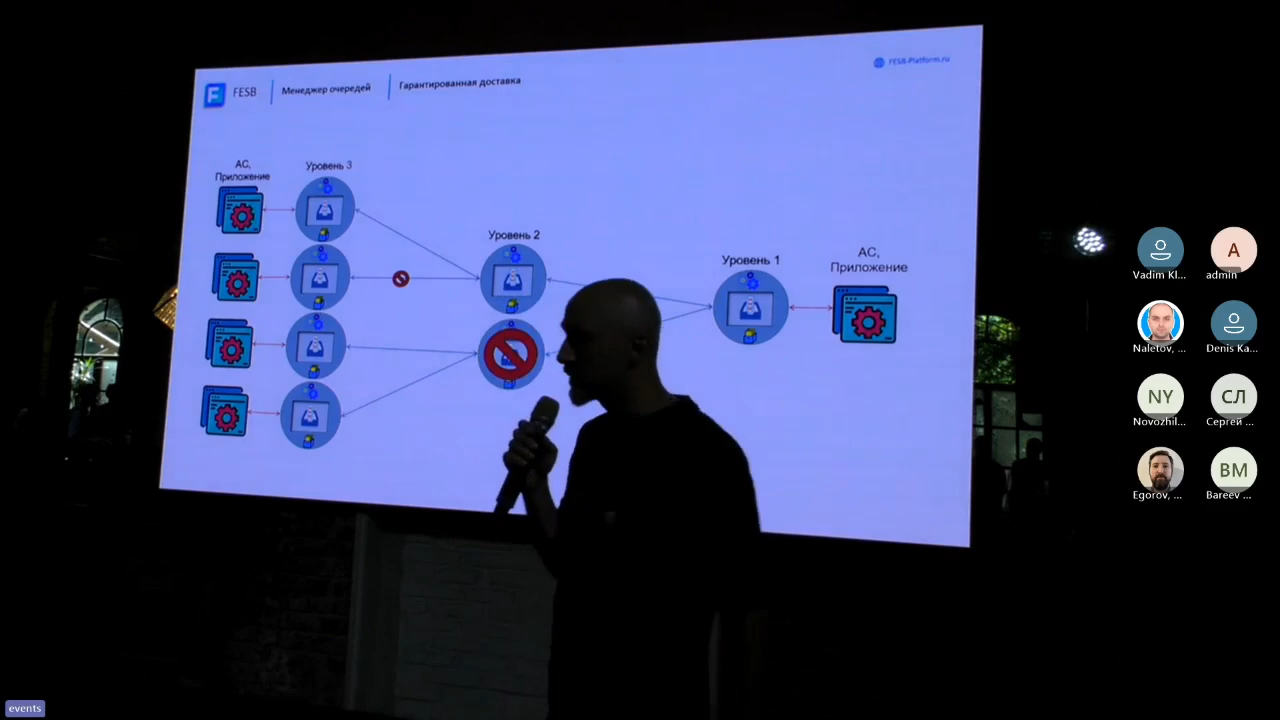 FESB
Менеджер очередей
Гарантированная доставка
FESB-Platform.ru
АС,
Приложение
Уровень 3
Уровень 2
Уровень 1
АС,
Приложение
Vadim Kl...
A
admin
Naletov, ...
Denis Ka...
NY
Novozhil...
СЛ
Сергей ...
Egorov, ...
BM
Bareev ...
events